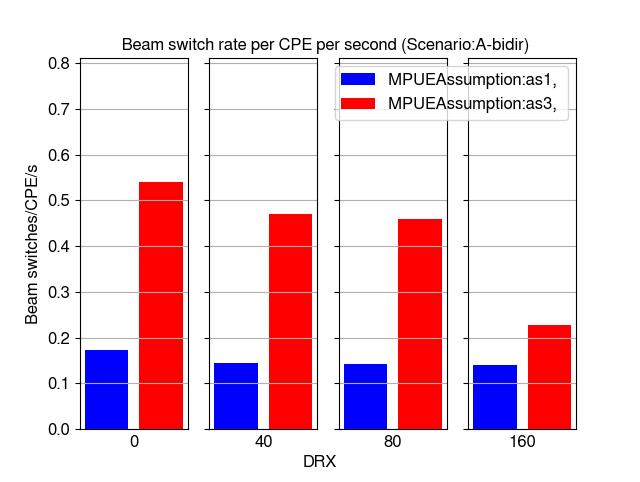 Beam switch rate per CPE per second (Scenario:A-bidir)
MPUEAssumption:as1,
MPUEAssumption:as3,
Beam switches/CPE/s
0.8
0.7
0.6
0.5
0.4
0.3
0.2
0.1
0.0
0 40 80 160
DRX